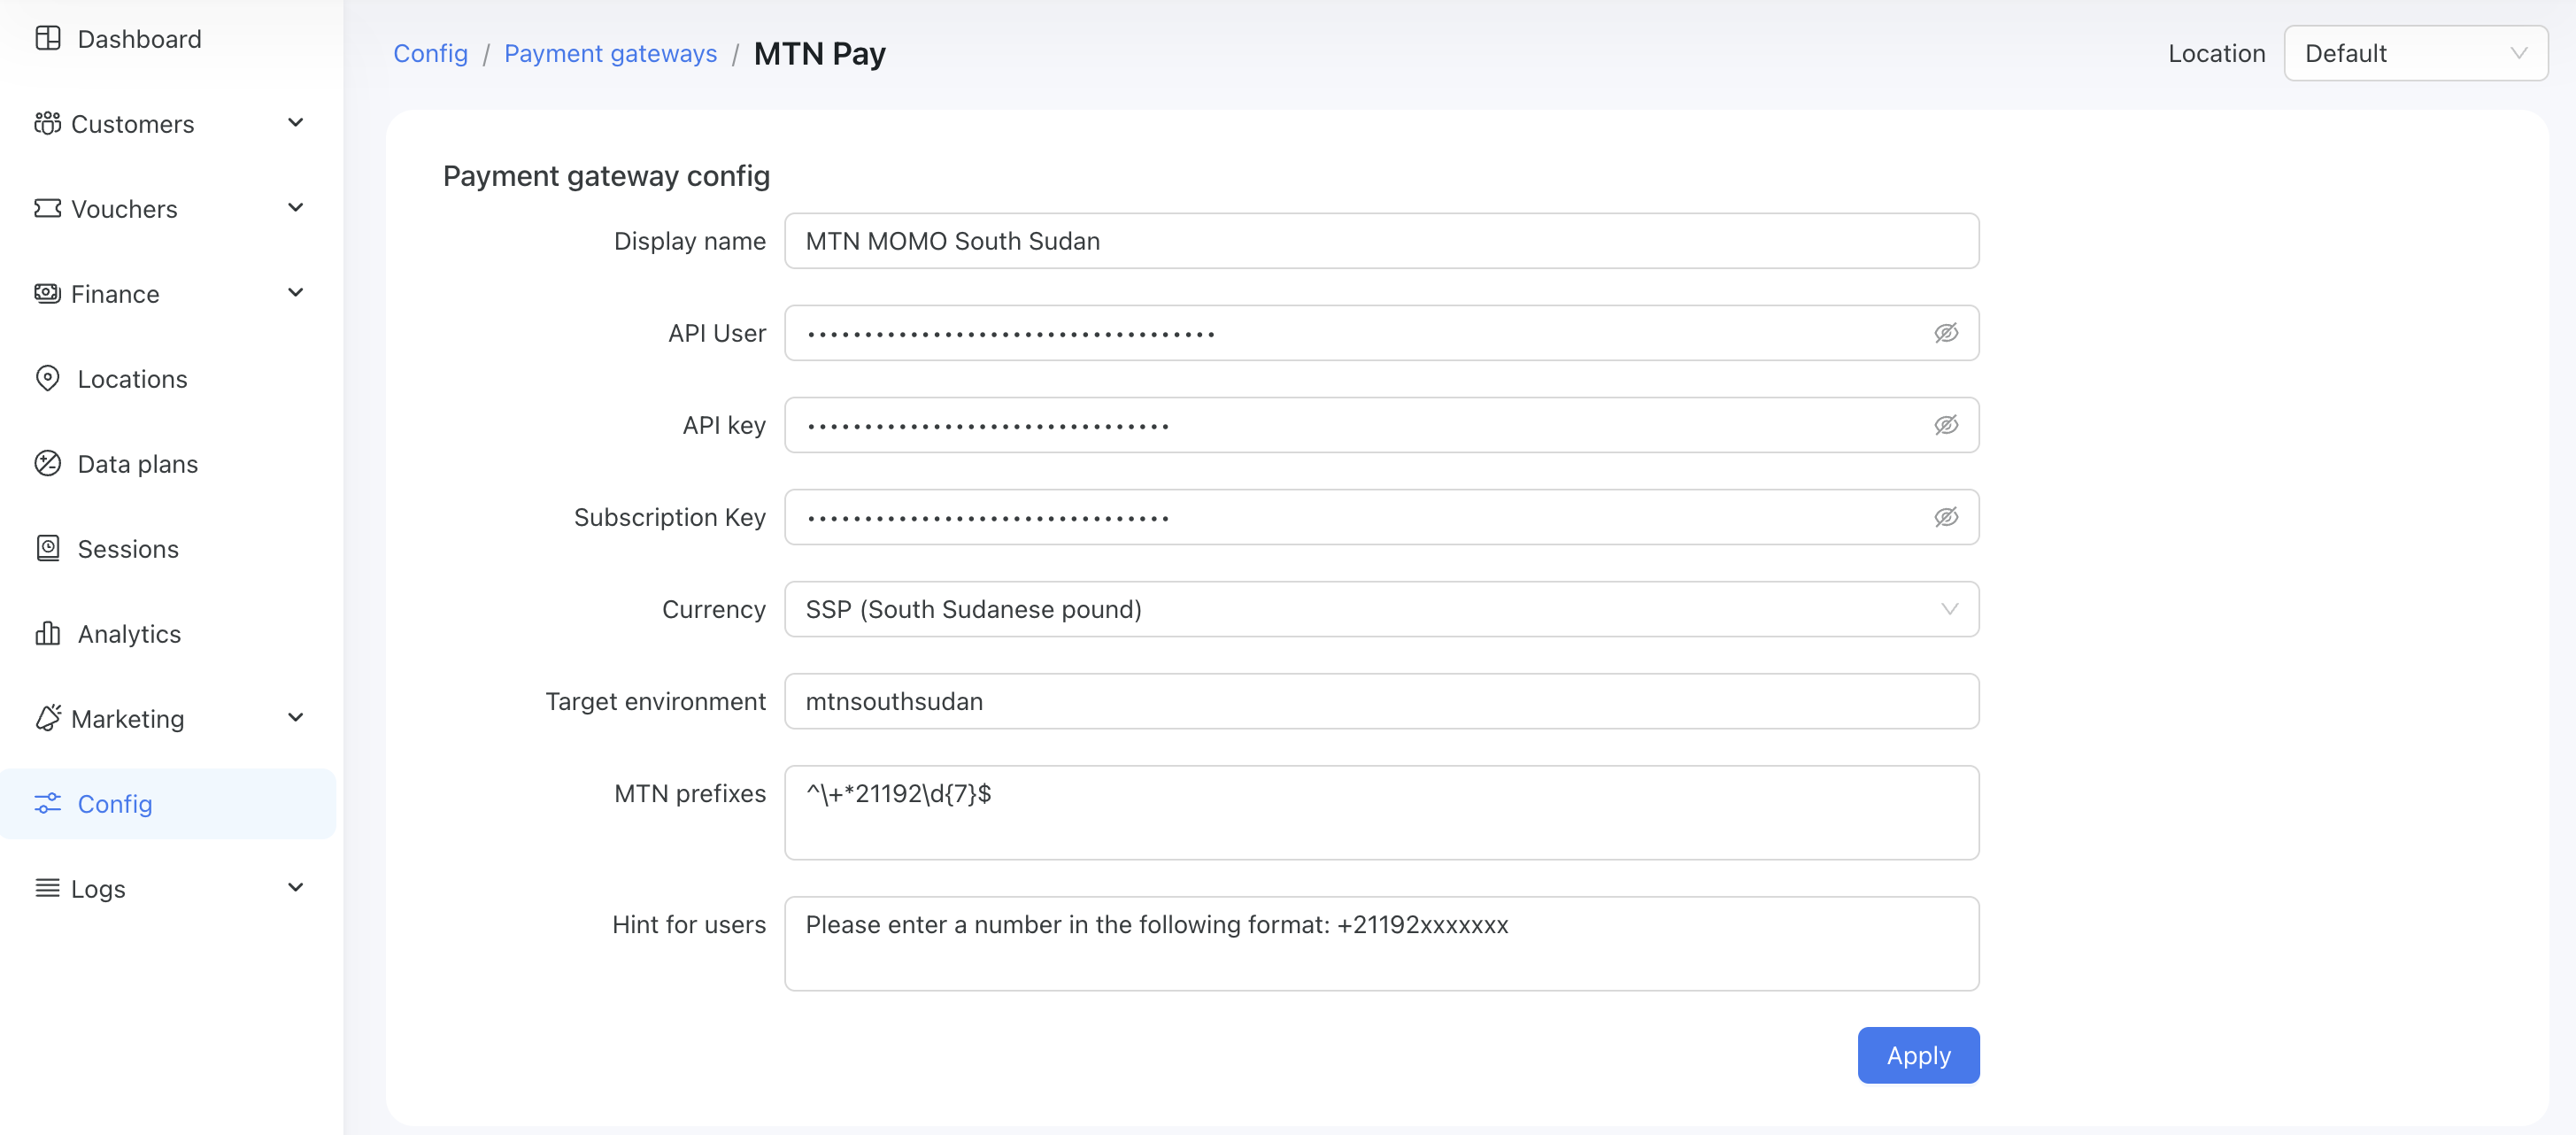 Dashboard
Customers
Vouchers
Finance
Locations
Data plans
Sessions
Analytics
Marketing
Config
Logs
Config / Payment gateways / MTN Pay
Location Default
Payment gateway config
Display name MTN MOMO South Sudan
API User ••••••••••••••••••••••••••••••••••••
API key ••••••••••••••••••••••••••••••••
Subscription Key ••••••••••••••••••••••••••••••••
Currency SSP (South Sudanese pound)
Target environment mtnsouthsudan
MTN prefixes ^\+*21192\d{7}$
Hint for users Please enter a number in the following format: +21192xxxxxxx
Apply